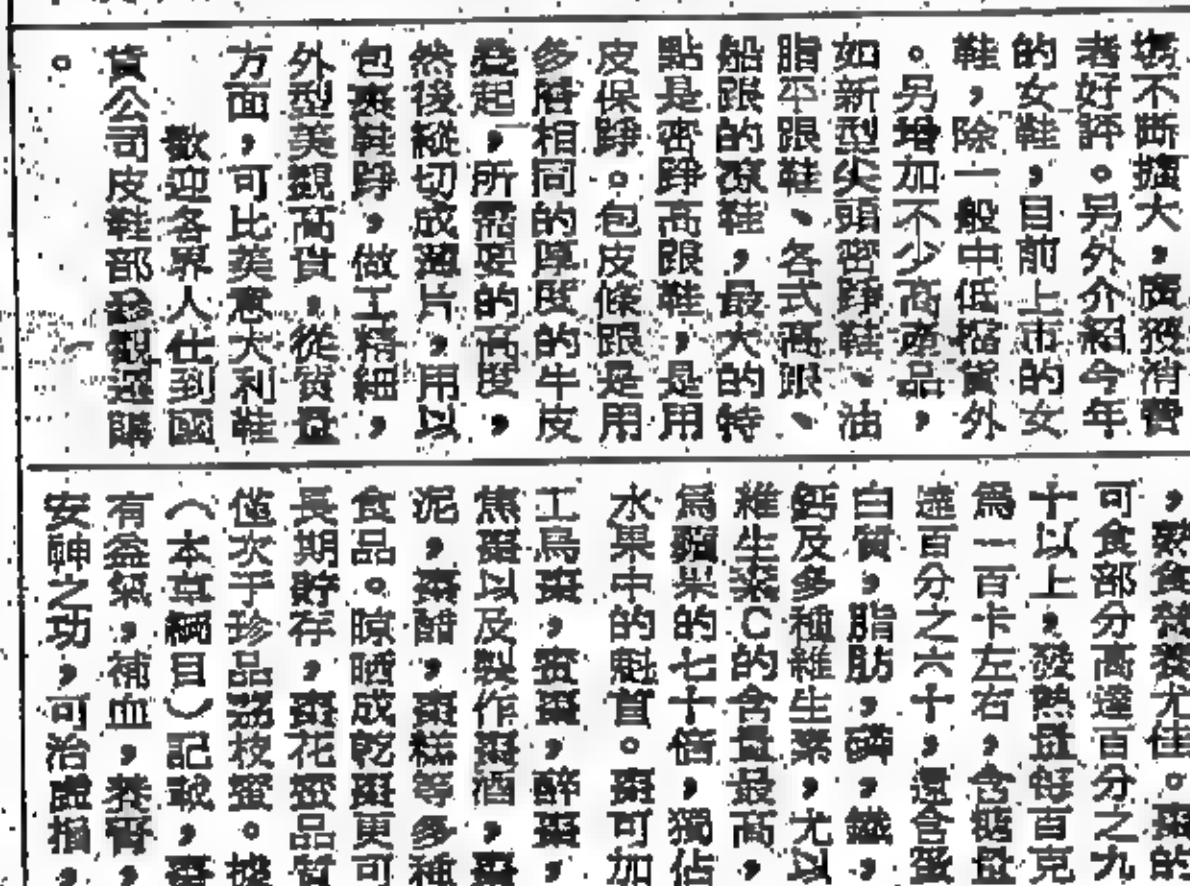 場不斷擴大，廣獲消費
者好評。另外介紹今年
的女鞋，目前上市的女
鞋，除一般中低檔貨外
。另增加不少高產品，
如新型尖頭密踭鞋、油
脂平跟鞋、各式高跟、
船跟的涼鞋，最大的特
點是密踭高跟鞋，是用
皮保踭。包皮條跟是用
多層相同的厚度的牛皮
疊起，所需要的高度，
然後縱切成薄片，用以
包裹鞋踭，做工精細，
外型美觀高貴，從質量
方面，可比美意大利鞋
歡迎各界人仕到國
貨公司皮鞋部參觀選購
。
，熟食營養尤佳。棗的
可食部分高達百分之九
十以上，發熱量每百克
爲一百卡左右，含糖量
達百分之六十，還含蛋
白質，脂肪，磷，鐵，
鈣及多種維生素，尤以
維生素C的含量最高，
爲蘋果的七十倍，獨佔
水果中的魁首。棗可加
工烏棗，蜜棗，醉棗，
焦棗以及製作棗酒，棗
泥，棗醋，棗糕等多種
食品。晾晒成乾棗更可
長期貯存，棗花蜜品質
僅次于珍品荔枝蜜。據
（本草綱目）記載，棗
有益氣，補血，養胃，
安神之功，可治虛損，